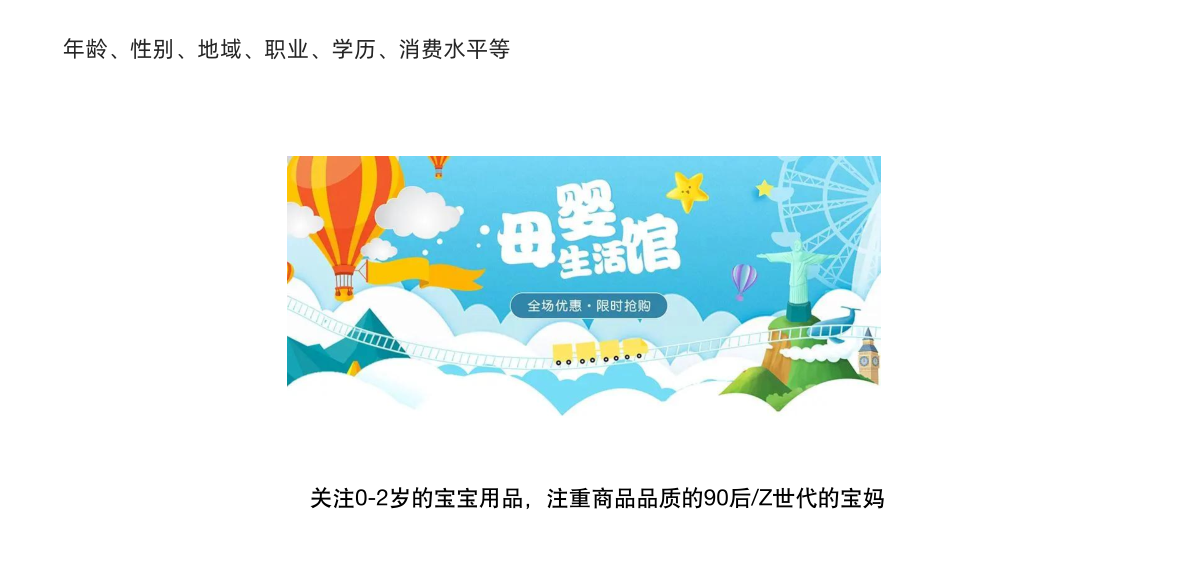 年龄、性别、地域、职业、学历、消费水平等
母婴
生活馆
全场优惠·限时抢购
关注0-2岁的宝宝用品，注重商品品质的90后/Z世代的宝妈